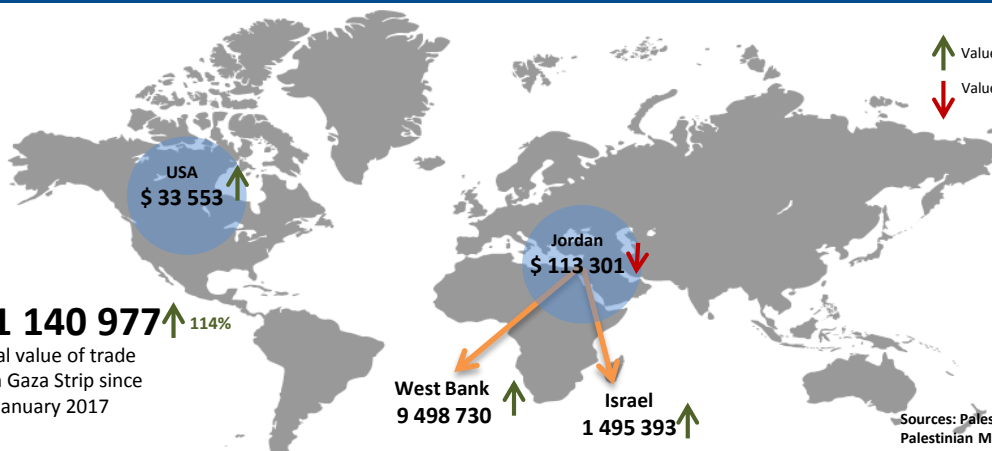 Value
Value
USA
$ 33 553
Jordan
$ 113 301
1 140 977 114%
al value of trade
Gaza Strip since
anuary 2017
West Bank
9 498 730
Israel
1 495 393
Sources: Pales
Palestinian M